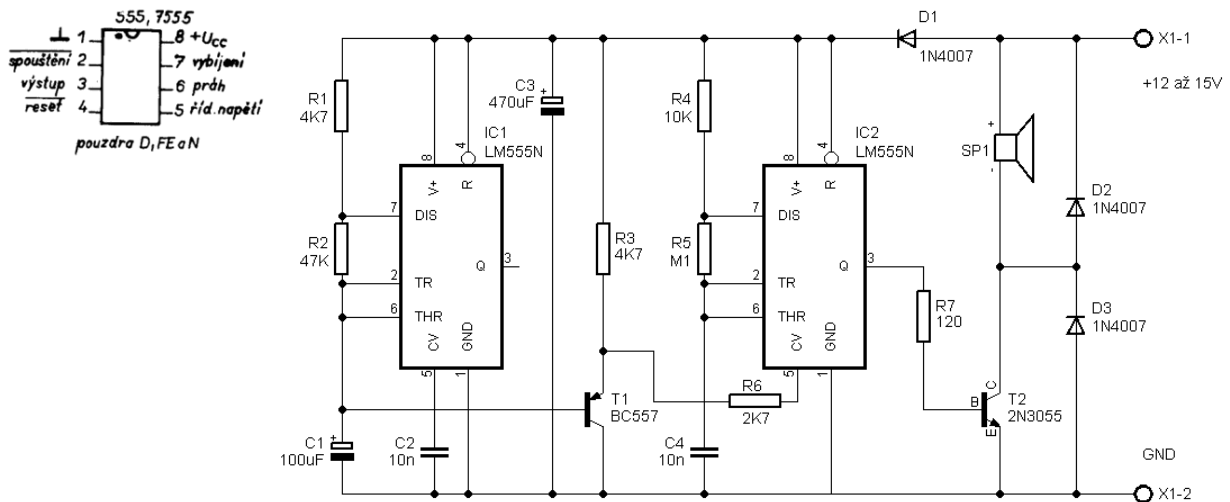 555, 7555
1
8 +Ucc
spouštění 2
7 vybíjení
výstup 3
6 práh
reset 4
5 říd. napětí
pouzdra D, FE a N
R1
4K7
R2
47K
C1
+
100uF
8
4
IC1
LM555N
V+
R
7
DIS
2
TR
6
THR
Q
3
CV
GND
5
1
C2
10n
C3
+
470uF
R3
4K7
T1
BC557
R4
10K
R5
M1
C4
10n
R6
2K7
8
4
IC2
LM555N
V+
R
7
DIS
2
TR
6
THR
Q
3
CV
GND
5
1
R7
120
D1
1N4007
SP1
+
-
D2
1N4007
D3
1N4007
B
C
E
T2
2N3055
X1-1
+12 až 15V
GND
X1-2